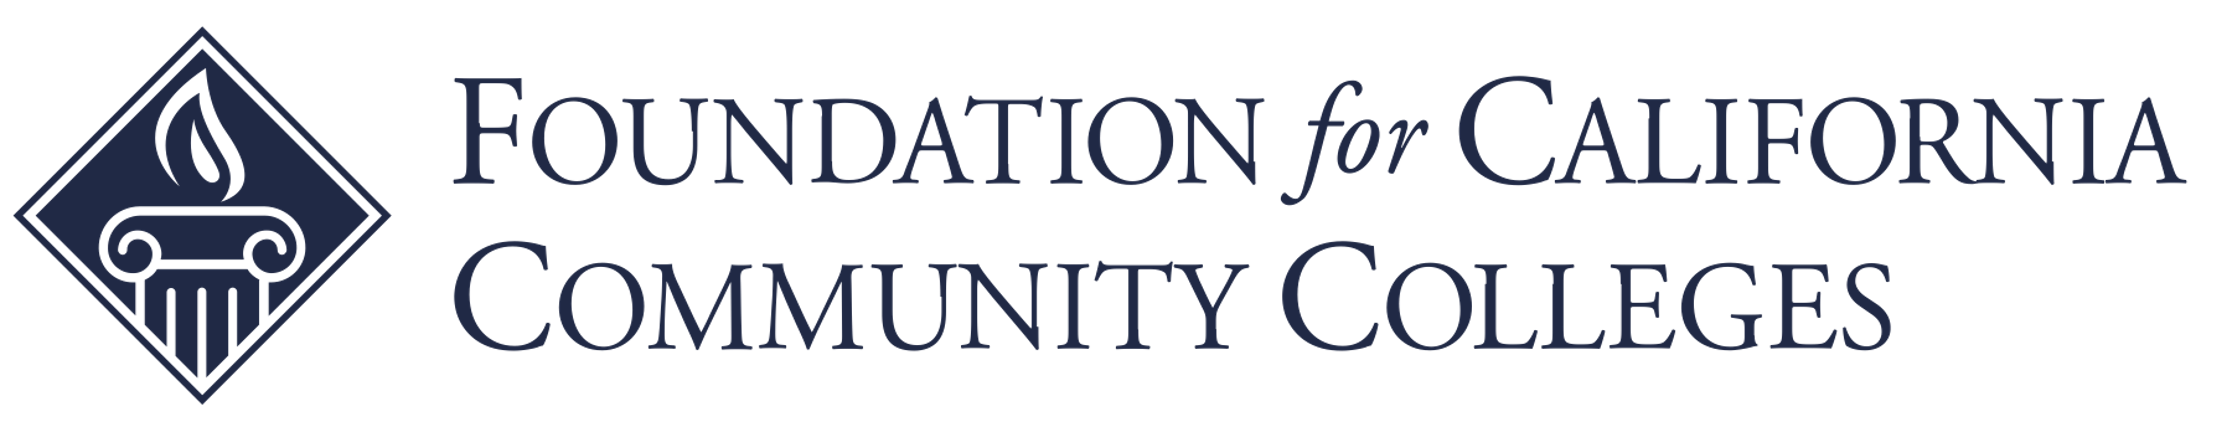 FOUNDATION for CALIFORNIA
COMMUNITY COLLEGES